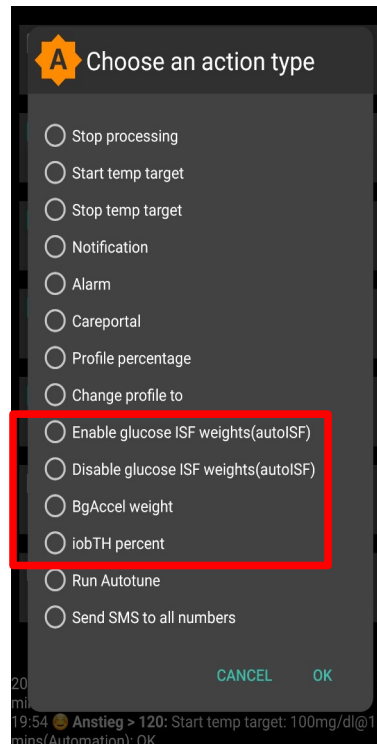 A
Choose an action type
Stop processing
Start temp target
Stop temp target
Notification
Alarm
Careportal
Profile percentage
Change profile to
Enable glucose ISF weights(autoISF)
Disable glucose ISF weights(autoISF)
BgAccel weight
iobTH percent
Run Autotune
Send SMS to all numbers
CANCEL OK
20
mi
19:54 😊 Anstieg > 120: Start temp target: 100mg/dl@1
mins(Automation): OK